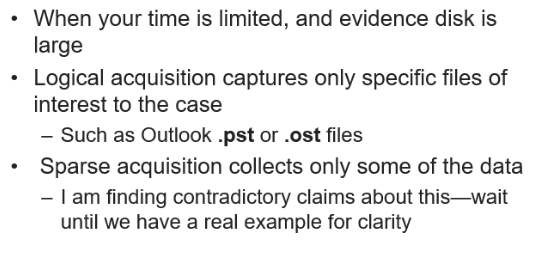 • When your time is limited, and evidence disk is
large
• Logical acquisition captures only specific files of
interest to the case
– Such as Outlook .pst or .ost files
• Sparse acquisition collects only some of the data
– I am finding contradictory claims about this—wait
until we have a real example for clarity